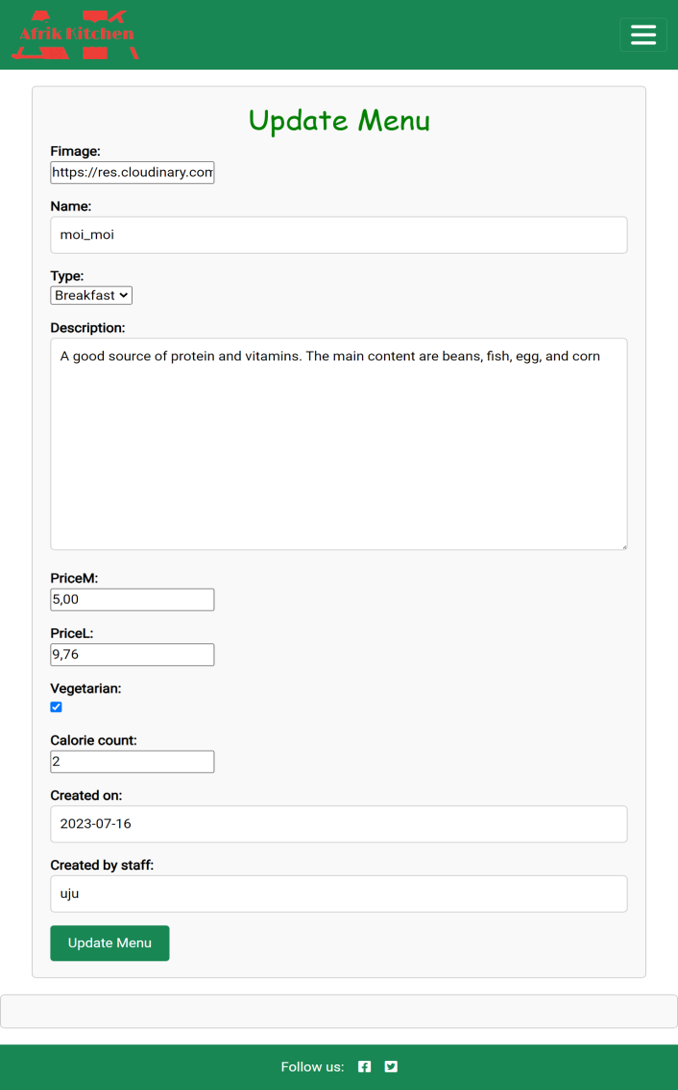 Afrik Kitchen
Update Menu
Fimage:
https://res.cloudinary.com
Name:
moi_moi
Type:
Breakfast
Description:
A good source of protein and vitamins. The main content are beans, fish, egg, and corn
PriceM:
5,00
PriceL:
9,76
Vegetarian:
Calorie count:
2
Created on:
2023-07-16
Created by staff:
uju
Update Menu
Follow us: